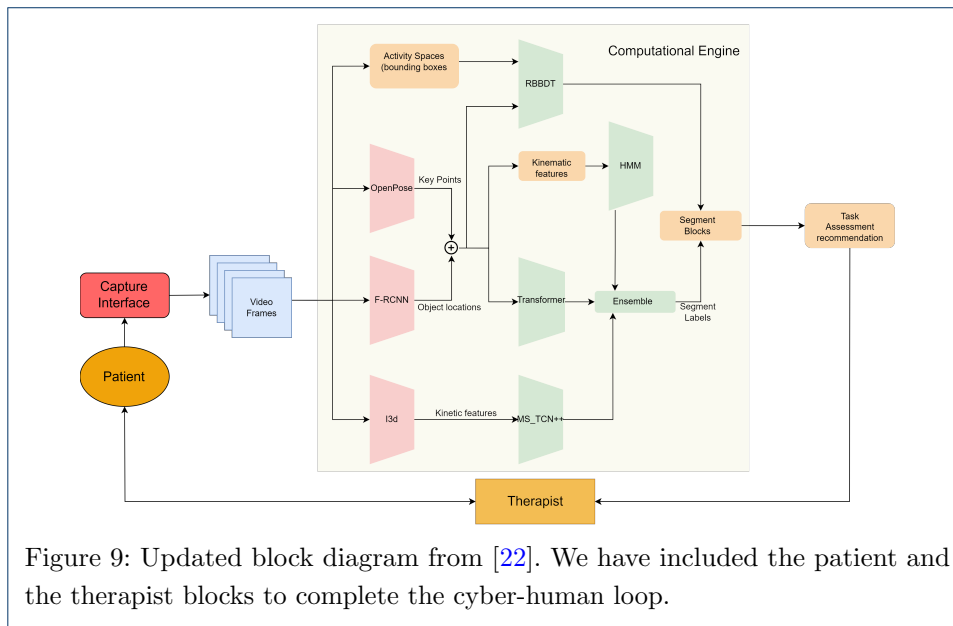 Computational Engine
Activity Spaces
(bounding boxes
RBBDT
OpenPose
Key Points
Kinematic
features
HMM
Segment
Blocks
Task
Assessment
recommendation
Capture
Interface
Video
Frames
F-RCNN
Object locations
Transformer
Ensemble
Segment
Labels
Patient
I3d
Kinetic features
MS_TCN++
Therapist
Figure 9: Updated block diagram from [22]. We have included the patient and
the therapist blocks to complete the cyber-human loop.